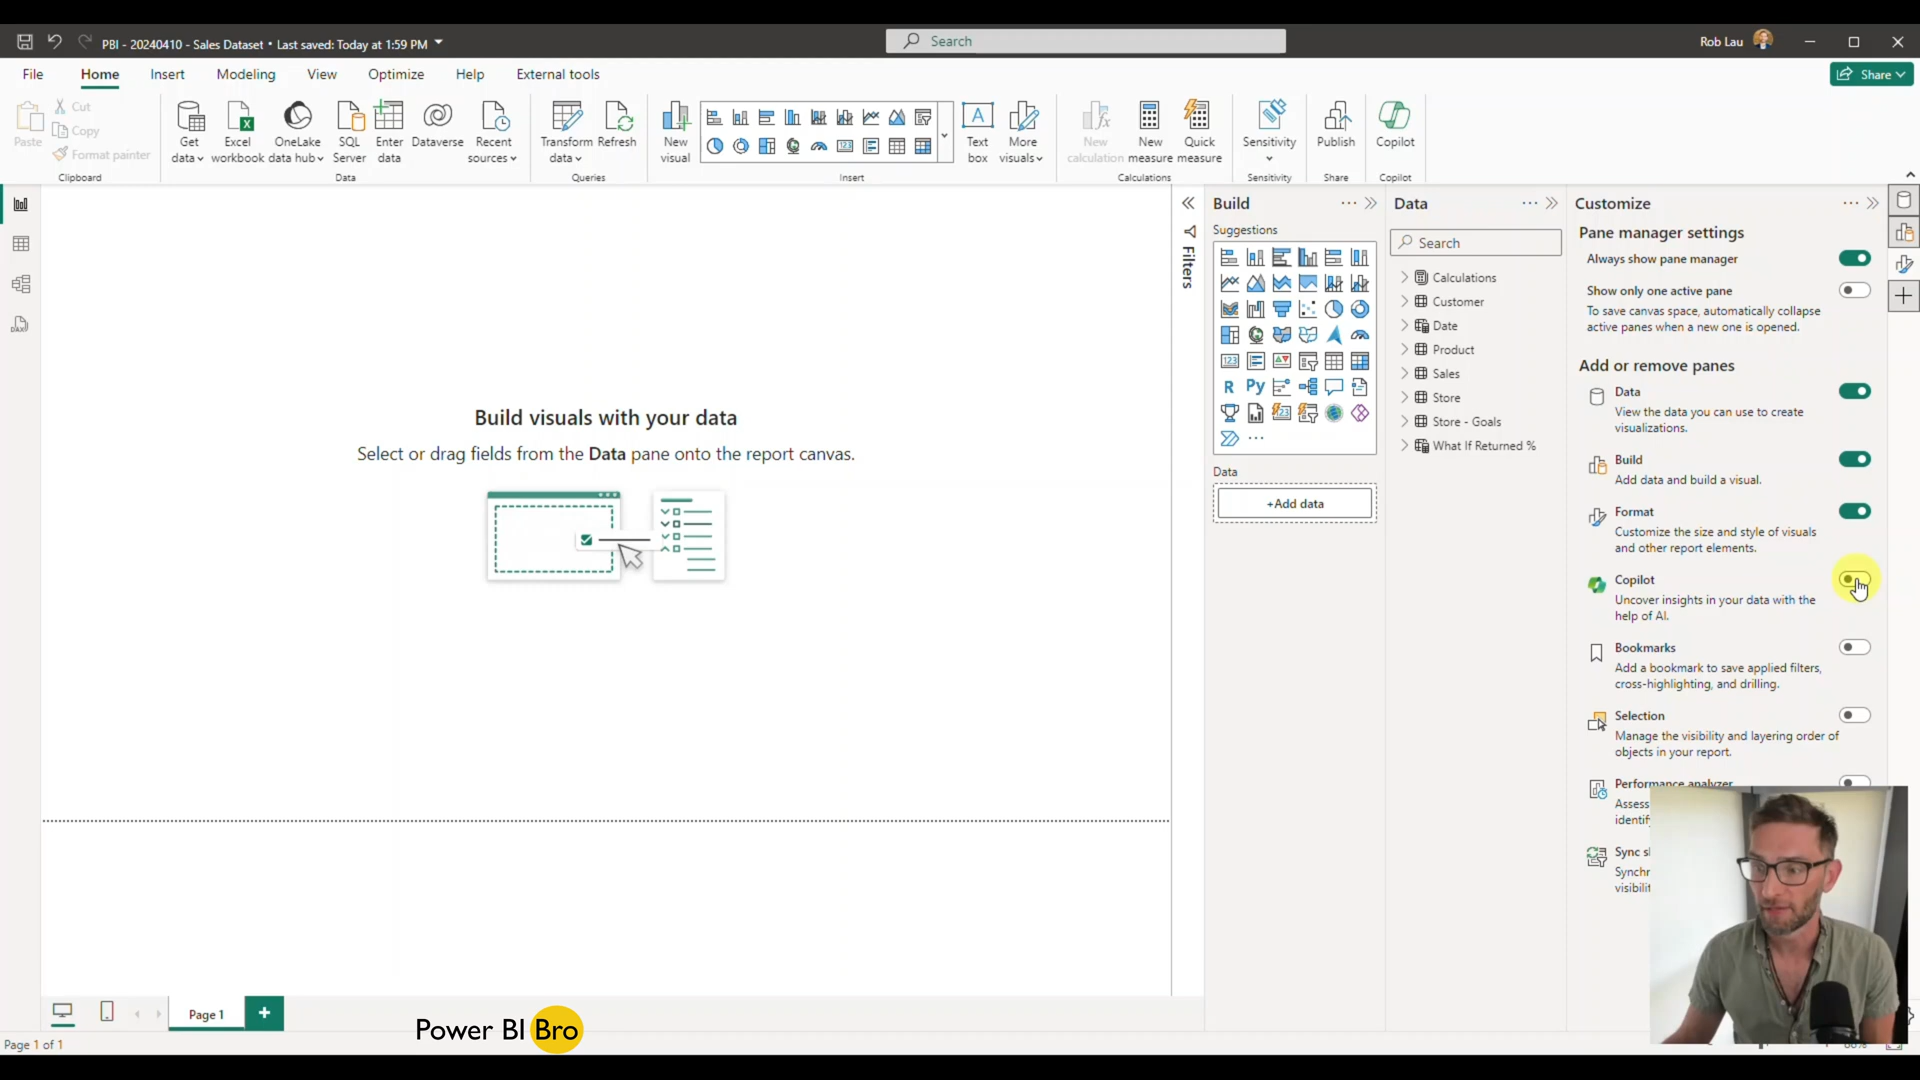 PBI - 20240410 - Sales Dataset • Last saved: Today at 1:59 PM
Search
Rob Lau
File
Home
Insert
Modeling
View
Optimize
Help
External tools
Share
Paste
Cut
Copy
Format painter
Clipboard
Get data
Excel workbook
OneLake data hub
SQL Server
Enter data
Dataverse
Recent sources
Data
Transform data
Refresh
Queries
New visual
Text box
More visuals
Insert
New calculation
New measure
Quick measure
Calculations
Sensitivity
Sensitivity
Publish
Share
Copilot
Copilot
Build visuals with your data
Select or drag fields from the Data pane onto the report canvas.
Filters
Build
Suggestions
R
Py
Data
+Add data
Data
Search
Calculations
Customer
Date
Product
Sales
Store
Store - Goals
What If Returned %
Customize
Pane manager settings
Always show pane manager
Show only one active pane
To save canvas space, automatically collapse
active panes when a new one is opened.
Add or remove panes
Data
View the data you can use to create
visualizations.
Build
Add data and build a visual.
Format
Customize the size and style of visuals
and other report elements.
Copilot
Uncover insights in your data with the
help of AI.
Bookmarks
Add a bookmark to save applied filters,
cross-highlighting, and drilling.
Selection
Manage the visibility and layering order of
objects in your report.
Performance analyzer
Page 1
Power BI Bro
Page 1 of 1